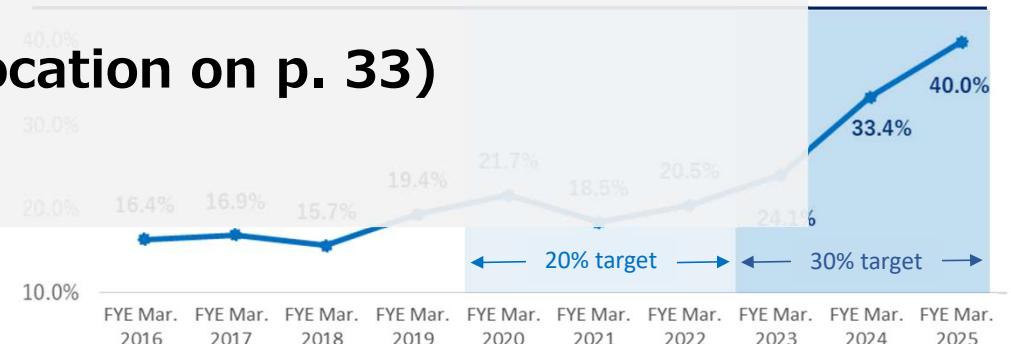 40.0%
ocation on p. 33)
40.0%
30.0%
33.4%
21.7%
20.5%
19.4%
18.5%
20.0% 16.4% 16.9% 15.7%
24.1%
20% target 30% target
10.0%
FYE Mar. FYE Mar. FYE Mar. FYE Mar. FYE Mar. FYE Mar. FYE Mar. FYE Mar. FYE Mar. FYE Mar.
2016 2017 2018 2019 2020 2021 2022 2023 2024 2025